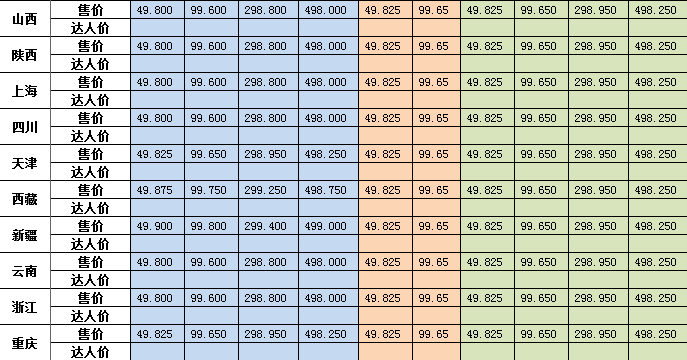 山西 售价 49.800 99.600 298.800 498.000 49.825 99.65 49.825 99.650 298.950 498.250
达人价
陕西 售价 49.800 99.600 298.800 498.000 49.825 99.65 49.825 99.650 298.950 498.250
达人价
上海 售价 49.800 99.600 298.800 498.000 49.825 99.65 49.825 99.650 298.950 498.250
达人价
四川 售价 49.800 99.600 298.800 498.000 49.825 99.65 49.825 99.650 298.950 498.250
达人价
天津 售价 49.825 99.650 298.950 498.250 49.825 99.65 49.825 99.650 298.950 498.250
达人价
西藏 售价 49.875 99.750 299.250 498.750 49.825 99.65 49.825 99.650 298.950 498.250
达人价
新疆 售价 49.900 99.800 299.400 499.000 49.825 99.65 49.825 99.650 298.950 498.250
达人价
云南 售价 49.800 99.600 298.800 498.000 49.825 99.65 49.825 99.650 298.950 498.250
达人价
浙江 售价 49.800 99.600 298.800 498.000 49.825 99.65 49.825 99.650 298.950 498.250
达人价
重庆 售价 49.825 99.650 298.950 498.250 49.825 99.65 49.825 99.650 298.950 498.250
达人价